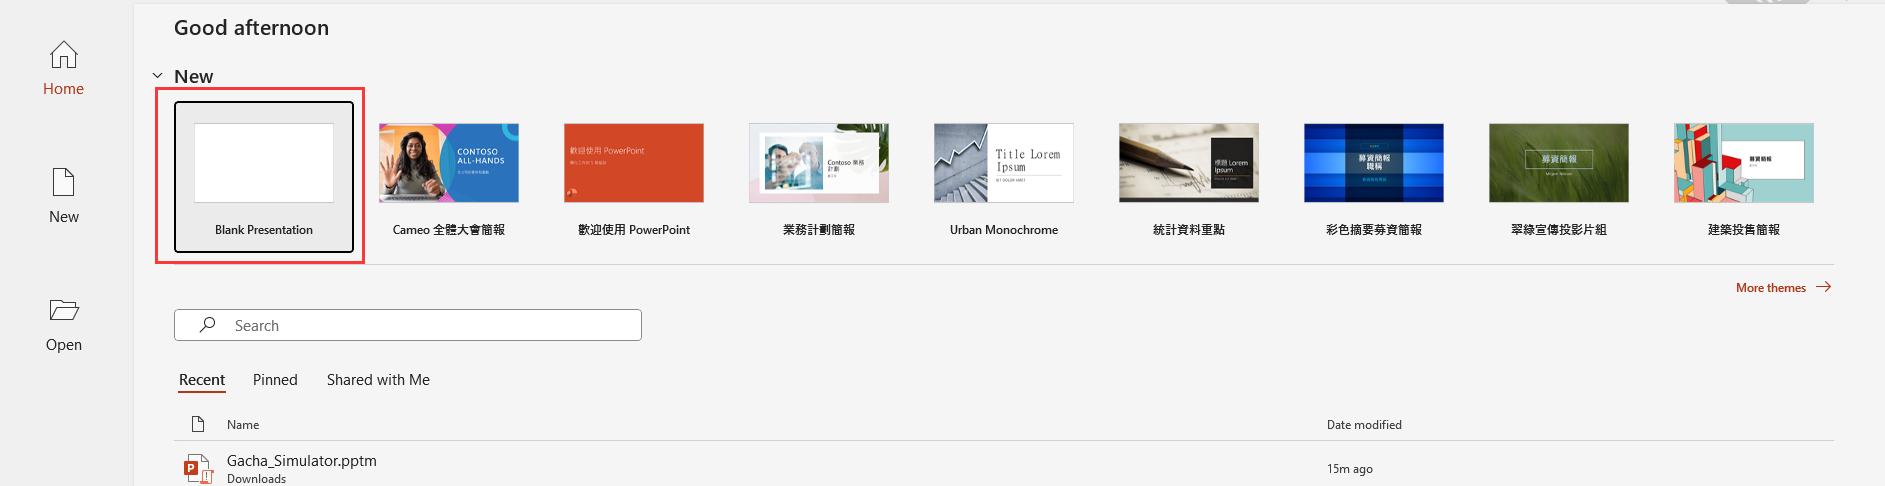 Good afternoon
Home
New
Blank Presentation
CONTOSO
ALL-HANDS
Cameo 全體大會簡報
歡迎使用 PowerPoint
歡迎使用 PowerPoint
Contoso 業務
計劃
業務計劃簡報
Title Lorem
Ipsum
SIT DOLOR AMET
Urban Monochrome
標題 Lorem
Ipsum
統計資料重點
募資簡報
職稱
彩色摘要募資簡報
募資簡報
翠綠宣傳投影片組
募資簡報
建築投售簡報
New
More themes
Search
Open
Recent
Pinned
Shared with Me
Name
Date modified
P
Gacha_Simulator.pptm
Downloads
15m ago